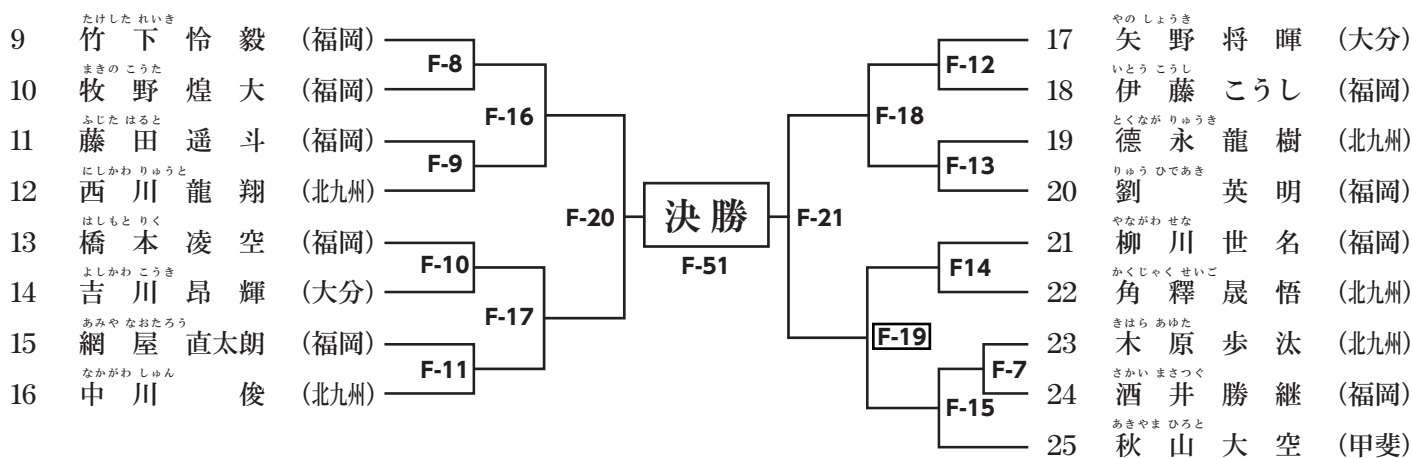 たけした れいき
9 竹下 怜毅 (福岡)
F-8
まきの こうた
10 牧野 煌大 (福岡)
F-16
ふじた はると
11 藤田 遥斗 (福岡)
F-9
にしかわ りゅうと
12 西川 龍翔 (北九州)
F-20
はしもと りく
13 橋本 凌空 (福岡)
F-10
よしかわ こうき
14 吉川 昂輝 (大分)
F-17
あみや なおたろう
15 網屋 直太朗 (福岡)
F-11
なかがわ しゅん
16 中川 俊 (北九州)
決勝
F-51
やの しょうき
17 矢野 将暉 (大分)
F-12
いとう こうし
18 伊藤 こうし (福岡)
F-18
とくなが りゅうき
19 德永 龍樹 (北九州)
F-13
りゅう ひであき
20 劉 英明 (福岡)
F-21
やながわ せな
21 柳川 世名 (福岡)
F14
かくじゃく せいご
22 角釋 晟悟 (北九州)
F-19
きはら あゆた
23 木原 歩汰 (北九州)
F-7
さかい まさつぐ
24 酒井 勝継 (福岡)
F-15
あきやま ひろと
25 秋山 大空 (甲斐)